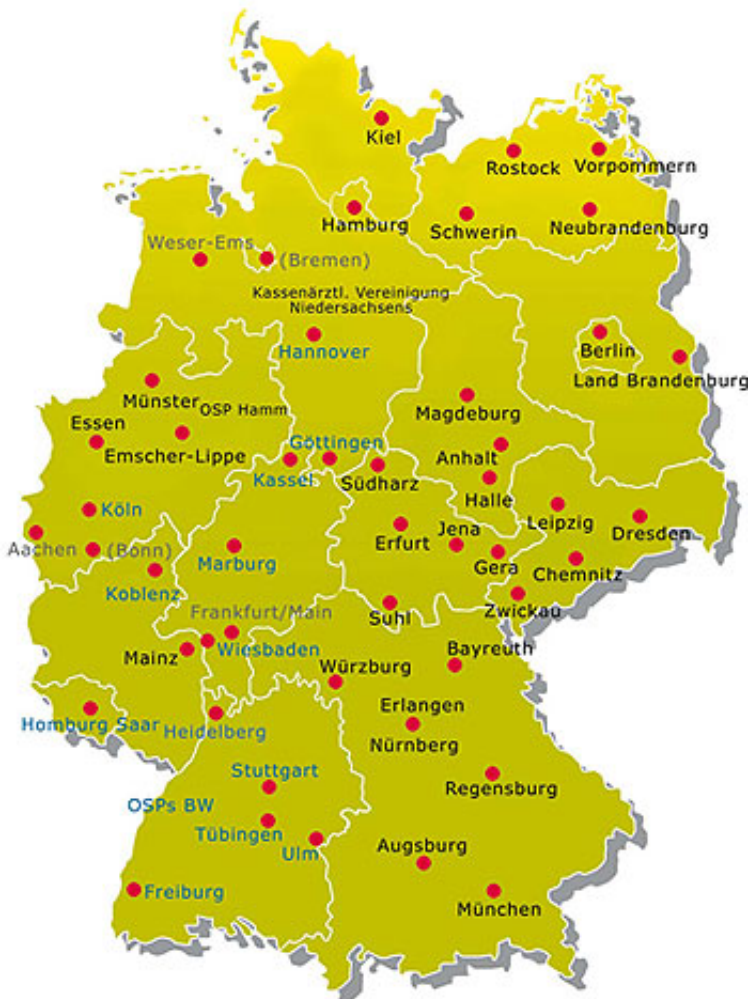 Kiel
Rostock
Vorpommern
Hamburg
Schwerin
Neubrandenburg
Weser-Ems
(Bremen)
Kassenärztl. Vereinigung
Niedersachsens
Hannover
Berlin
Land Brandenburg
Münster
OSP Hamm
Magdeburg
Essen
Emscher-Lippe
Göttingen
Anhalt
Kassel
Südharz
Halle
Köln
Leipzig
Dresden
Aachen
(Bonn)
Marburg
Erfurt
Jena
Gera
Chemnitz
Koblenz
Zwickau
Frankfurt/Main
Suhl
Mainz
Wiesbaden
Bayreuth
Würzburg
Homburg Saar
Heidelberg
Erlangen
Nürnberg
Stuttgart
Regensburg
OSPs BW
Tübingen
Ulm
Augsburg
Freiburg
München